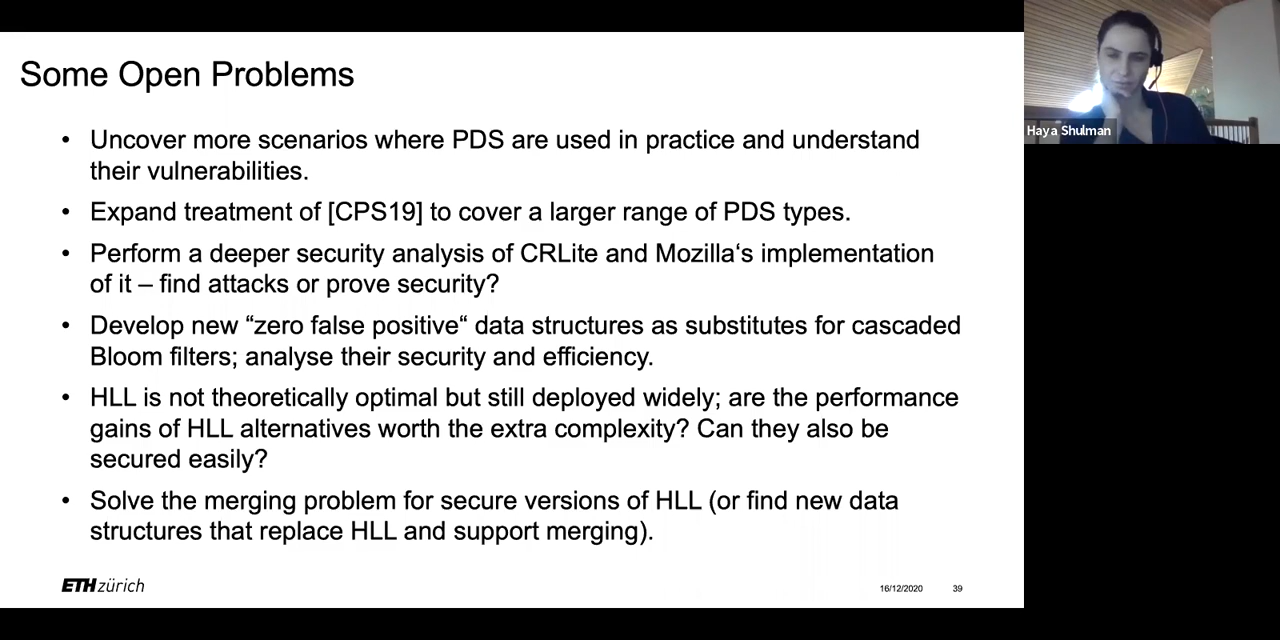 Some Open Problems
• Uncover more scenarios where PDS are used in practice and understand
their vulnerabilities.
• Expand treatment of [CPS19] to cover a larger range of PDS types.
• Perform a deeper security analysis of CRLite and Mozilla‘s implementation
of it – find attacks or prove security?
• Develop new “zero false positive“ data structures as substitutes for cascaded
Bloom filters; analyse their security and efficiency.
• HLL is not theoretically optimal but still deployed widely; are the performance
gains of HLL alternatives worth the extra complexity? Can they also be
secured easily?
• Solve the merging problem for secure versions of HLL (or find new data
structures that replace HLL and support merging).
ETH zürich
16/12/2020
39
Haya Shulman